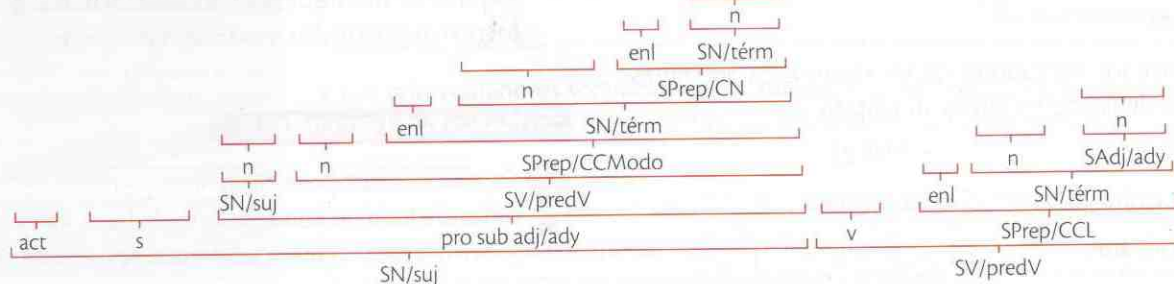 n
enl SN/térm
n SPrep/CN
enl SN/térm n
n n SPrep/CCModo n SAdj/ady
SN/suj SV/predV enl SN/térm
act s pro sub adj/ady v SPrep/CCL
SN/suj SV/predV